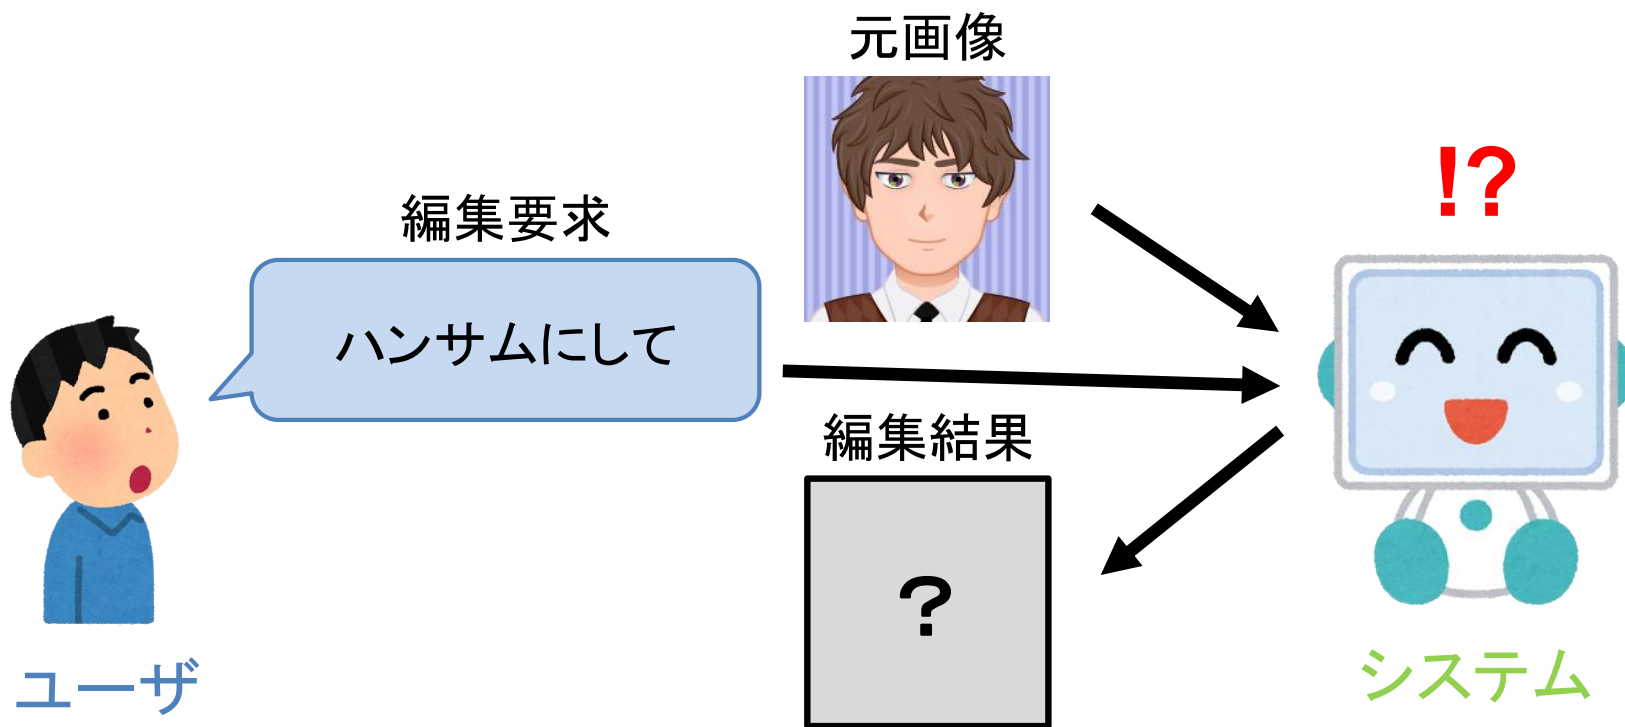 元画像
!?
編集要求
ハンサムにして
編集結果
?
ユーザ
システム